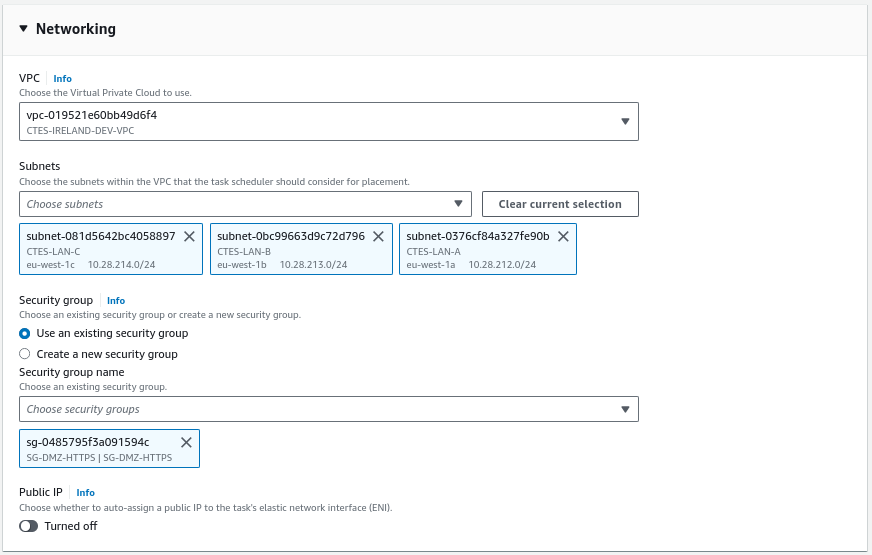 Networking
VPC Info
Choose the Virtual Private Cloud to use.
vpc-019521e60bb49d6f4
CTES-IRELAND-DEV-VPC
Subnets
Choose the subnets within the VPC that the task scheduler should consider for placement.
Choose subnets
Clear current selection
subnet-081d5642bc4058897
CTES-LAN-C
eu-west-1c 10.28.214.0/24
subnet-0bc99663d9c72d796
CTES-LAN-B
eu-west-1b 10.28.213.0/24
subnet-0376cf84a327fe90b
CTES-LAN-A
eu-west-1a 10.28.212.0/24
Security group Info
Choose an existing security group or create a new security group.
Use an existing security group
Create a new security group
Security group name
Choose an existing security group.
Choose security groups
sg-0485795f3a091594c
SG-DMZ-HTTPS | SG-DMZ-HTTPS
Public IP Info
Choose whether to auto-assign a public IP to the task's elastic network interface (ENI).
Turned off